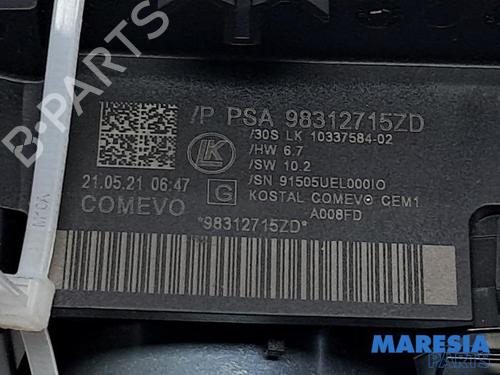 /P PSA 98312715ZD
/30S LK 10337584-02
/HW 6.7
/SW 10.2
/SN 91505UEL000IO
KOSTAL COMEVO CEM1
A008FD
LK
G
21.05.21 06:47
COMEVO
*98312715ZD*
B-PARTS
MARESIA
PARTS